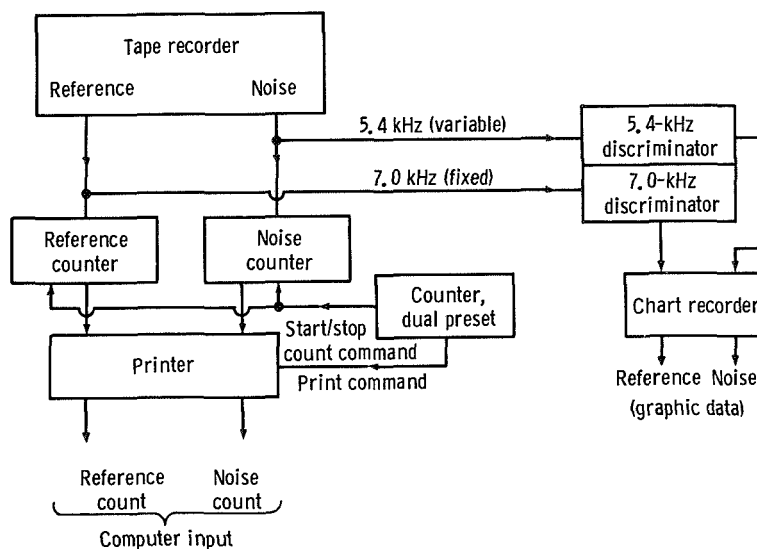 Tape recorder
Reference Noise
5.4 kHz (variable)
5.4-kHz
discriminator
7.0 kHz (fixed)
7.0-kHz
discriminator
Reference
counter
Noise
counter
Counter,
dual preset
Chart recorder
Start/stop
count command
Printer
Print command
Reference Noise
(graphic data)
Reference
count
Noise
count
Computer input